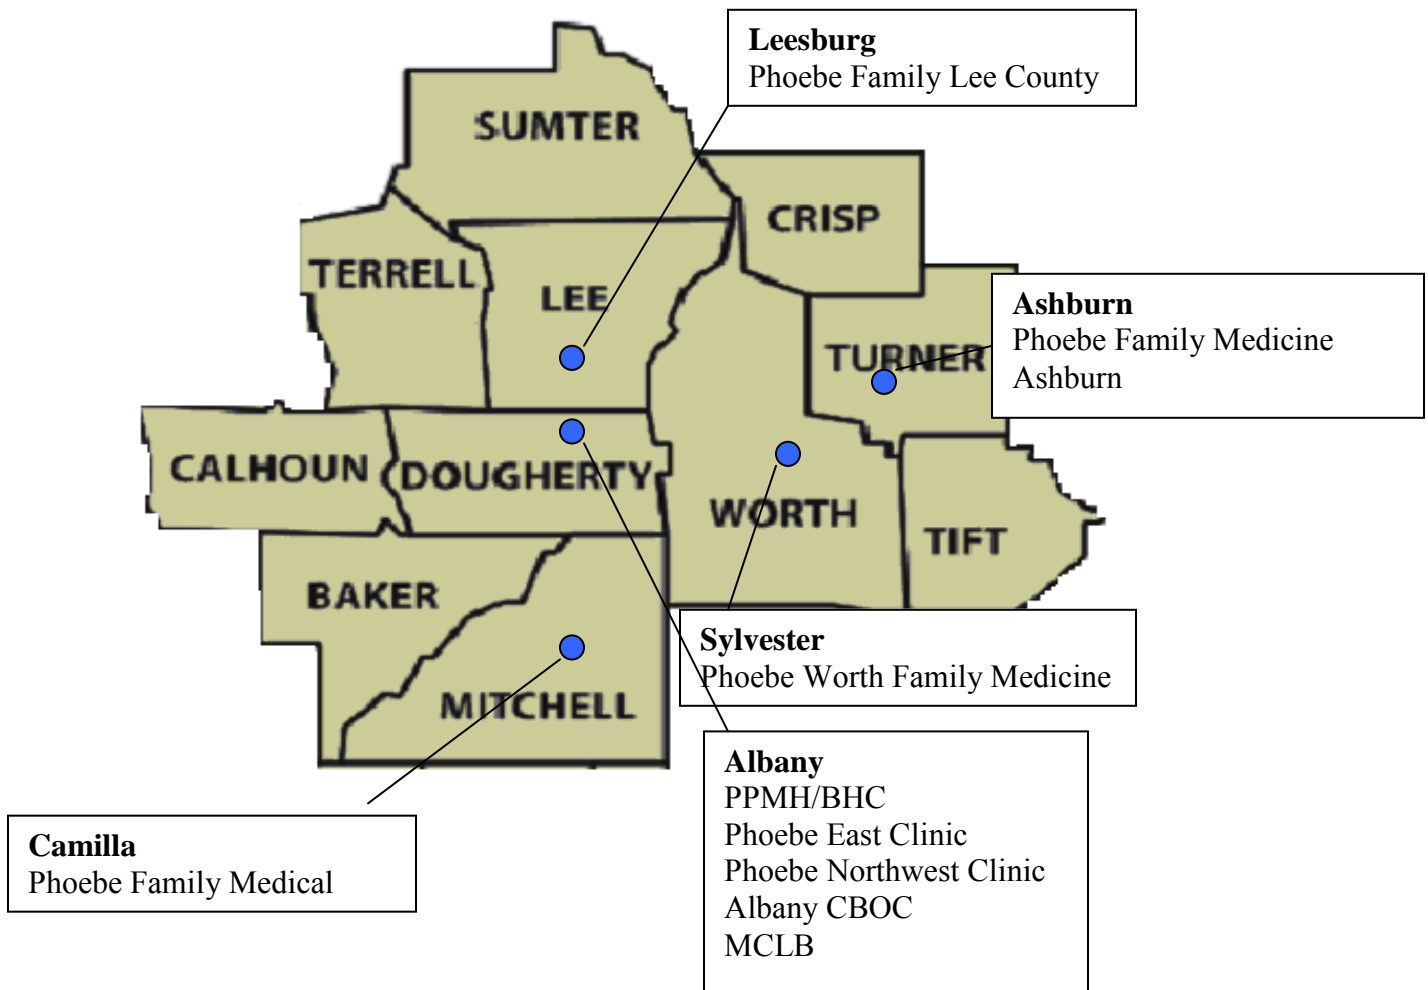 Leesburg
Phoebe Family Lee County
SUMTER
CRISP
TERRELL
LEE
Ashburn
Phoebe Family Medicine
Ashburn
TURNER
CALHOUN
DOUGHERTY
WORTH
TIFT
BAKER
MITCHELL
Sylvester
Phoebe Worth Family Medicine
Albany
PPMH/BHC
Phoebe East Clinic
Phoebe Northwest Clinic
Albany CBOC
MCLB
Camilla
Phoebe Family Medical